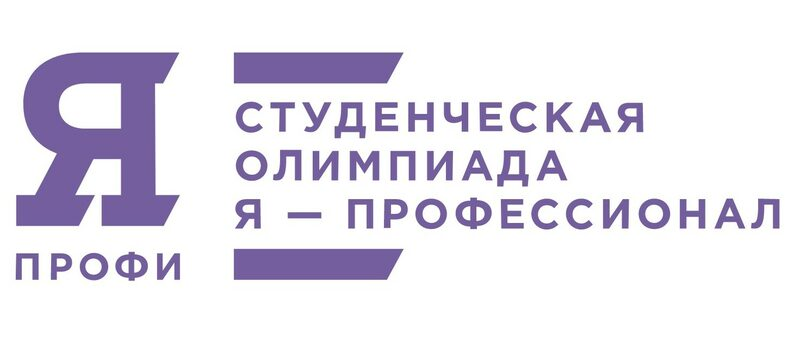 Я
ПРОФИ
СТУДЕНЧЕСКАЯ
ОЛИМПИАДА
Я — ПРОФЕССИОНАЛ